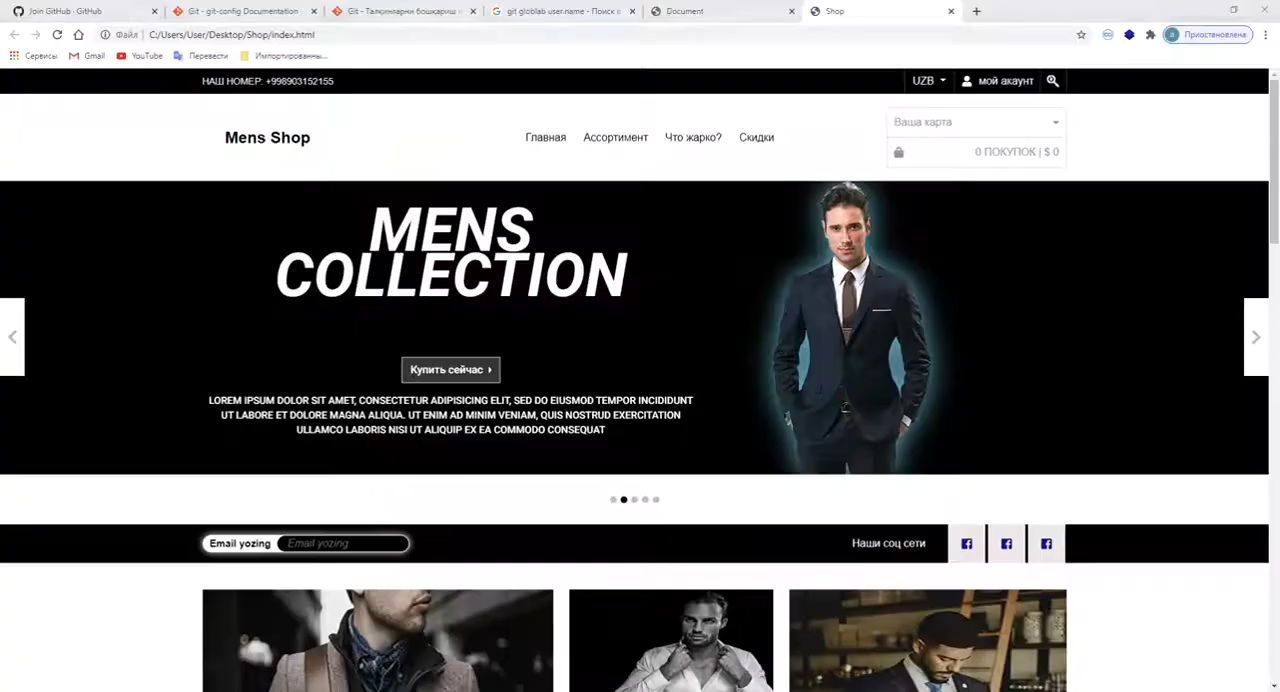 Join GitHub · GitHub
Git - git-config Documentation
Git - Талқинларни бошқариш
git globlab user.name - Поиск
Document
Shop
Файл
C:/Users/User/Desktop/Shop/index.html
Приостановлена
Сервисы
Gmail
YouTube
Перевести
Импортированны...
НАШ НОМЕР: +998903152155
UZB
мой акаунт
Mens Shop
Главная Ассортимент Что жарко? Скидки
Ваша карта
0 ПОКУПОК | $ 0
MENS
COLLECTION
Купить сейчас
LOREM IPSUM DOLOR SIT AMET, CONSECTETUR ADIPISICING ELIT, SED DO EIUSMOD TEMPOR INCIDIDUNT
UT LABORE ET DOLORE MAGNA ALIQUA. UT ENIM AD MINIM VENIAM, QUIS NOSTRUD EXERCITATION
ULLAMCO LABORIS NISI UT ALIQUIP EX EA COMMODO CONSEQUAT
Email yozing Email yozing
Наши соц сети